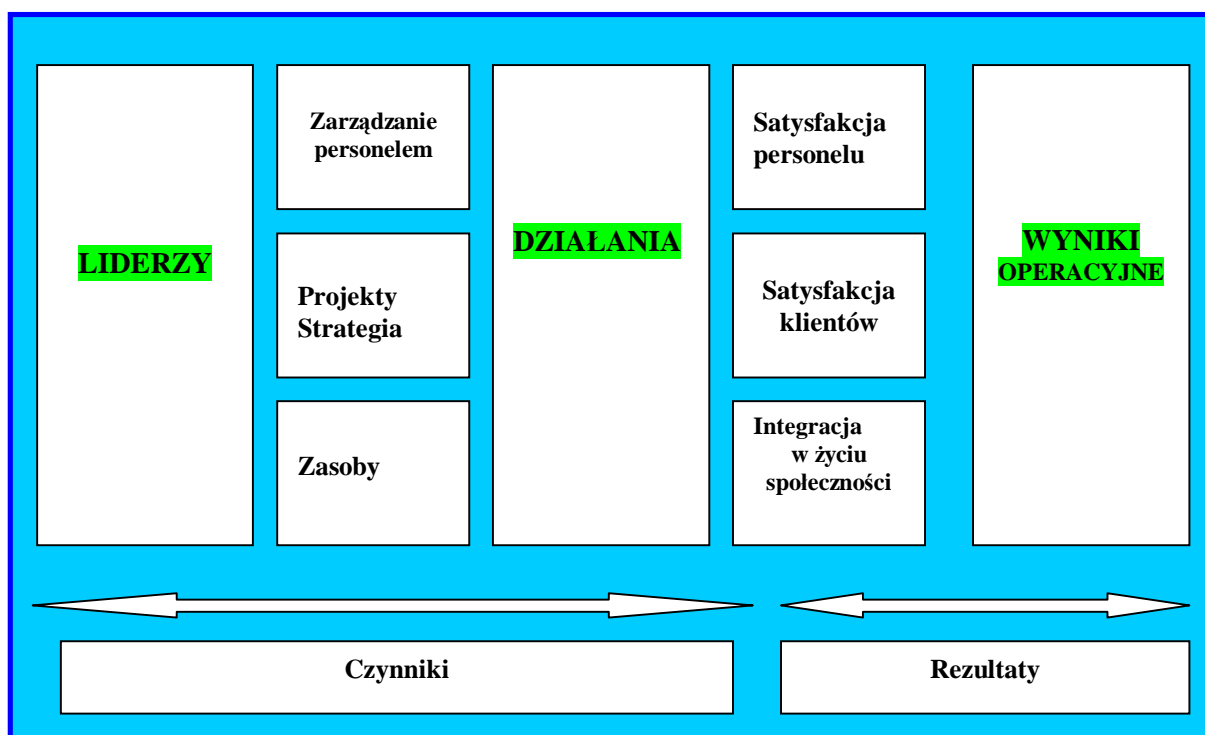 LIDERZY
Zarządzanie
personelem
Projekty
Strategia
Zasoby
DZIAŁANIA
Satysfakcja
personelu
Satysfakcja
klientów
Integracja
w życiu
społeczności
WYNIKI
OPERACYJNE
Czynniki
Rezultaty